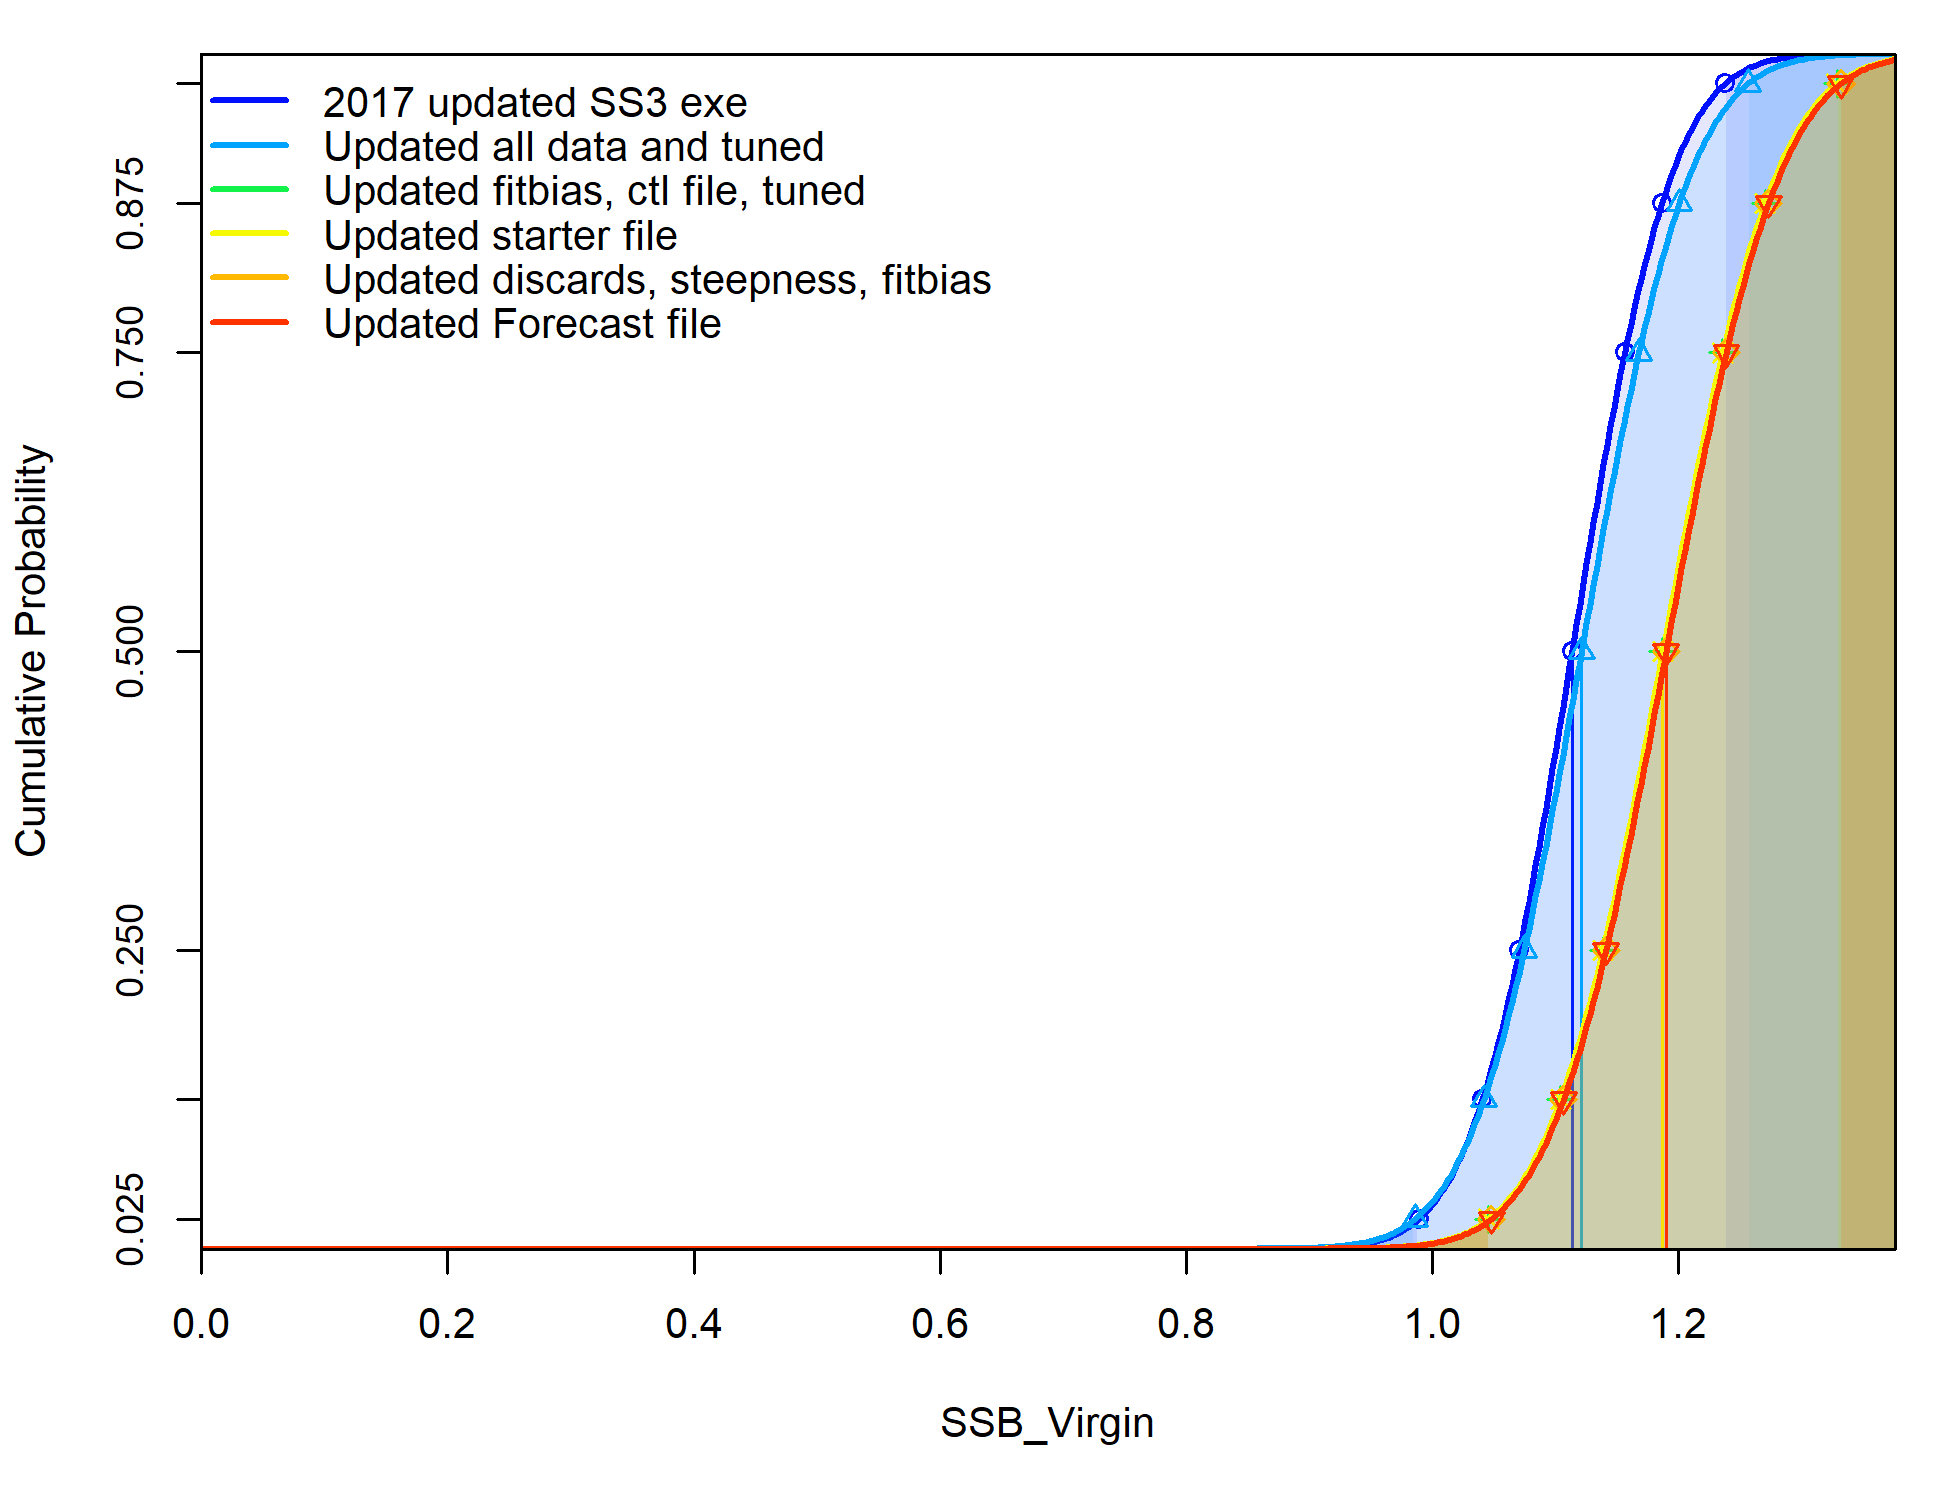 2017 updated SS3 exe
Updated all data and tuned
Updated fitbias, ctl file, tuned
Updated starter file
Updated discards, steepness, fitbias
Updated Forecast file
Cumulative Probability
0.875
0.750
0.500
0.250
0.025
0.0 0.2 0.4 0.6 0.8 1.0 1.2
SSB_Virgin